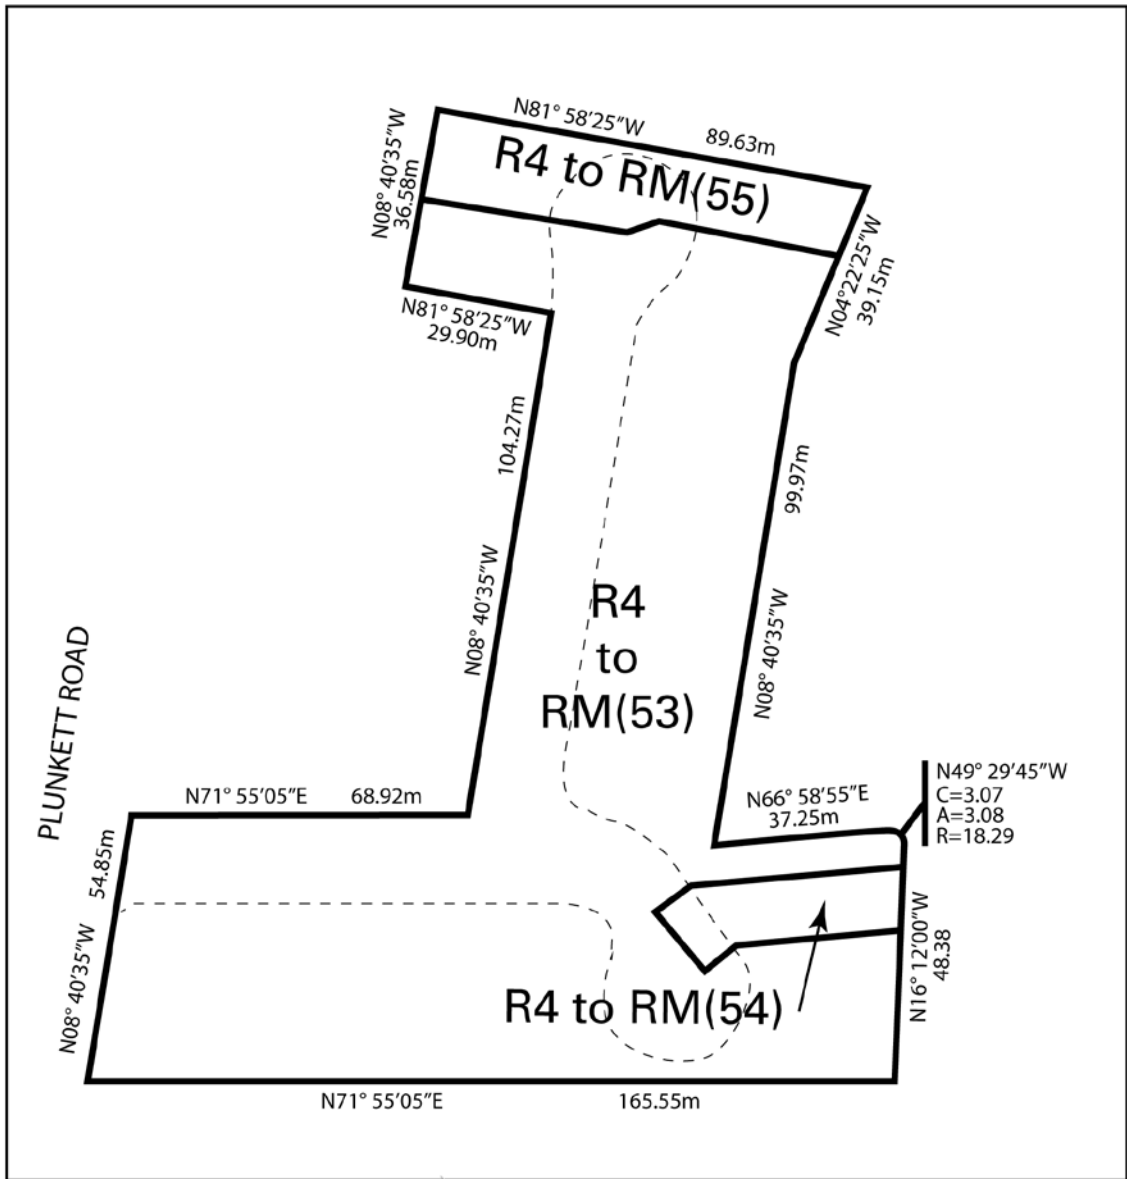 N81° 58'25"W
89.63m
R4 to RM(55)
N08° 40'35"W
36.58m
N04°22'25"W
39.15m
N81° 58'25"W
29.90m
104.27m
N08° 40'35"W
99.97m
N08° 40'35"W
R4
to
RM(53)
PLUNKETT ROAD
N71° 55'05"E
68.92m
N66° 58'55"E
37.25m
N49° 29'45"W
C=3.07
A=3.08
R=18.29
54.85m
N08° 40'35"W
N16° 12'00"W
48.38
R4 to RM(54)
N71° 55'05"E
165.55m